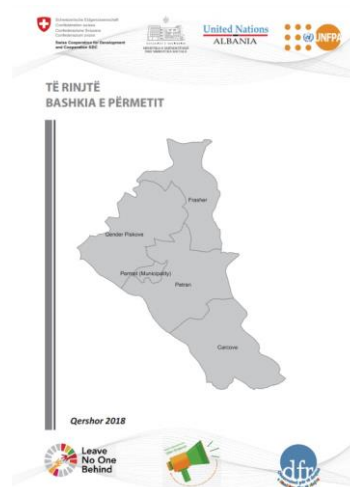 Schweizerische Eidgenossenschaft
Confédération suisse
Confederazione Svizzera
Confederaziun svizra
Swiss Cooperation for Development
and Cooperation SDC
United Nations
ALBANIA
UNFPA
TË RINJTË
BASHKIA E PËRMETIT
Frasher
Qender Piskove
Permet (Municipality)
Petran
Carcove
Qershor 2018
Leave
No One
Behind
dfr